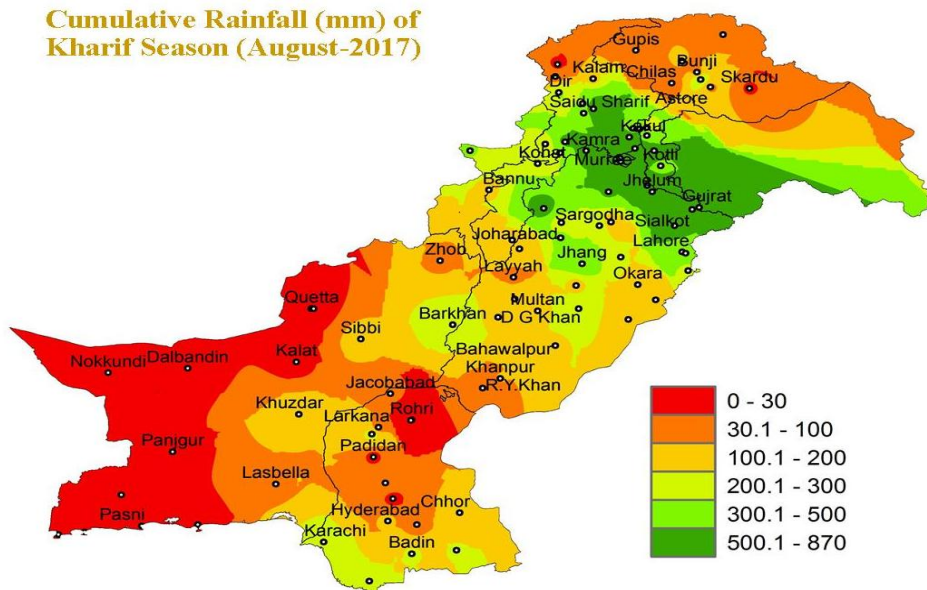 Cumulative Rainfall (mm) of
Kharif Season (August-2017)
Gupis
Bunji
Kalam
Chilas
Skardu
Dir
Astore
Saidu Sharif
Kakul
Kamra
Kohat
Murree
Kotli
Bannu
Jhelum
Gujrat
Sargodha
Sialkot
Joharabad
Zhob
Lahore
Jhang
Layyah
Okara
Quetta
Multan
Barkhan
D G Khan
Sibbi
Bahawalpur
Nokkundi
Dalbandin
Kalat
Khanpur
Jacobabad
R.Y.Khan
Khuzdar
Larkana
Rohri
Panjgur
Padidan
Lasbella
Pasni
Hyderabad
Chhor
Karachi
Badin
0 - 30
30.1 - 100
100.1 - 200
200.1 - 300
300.1 - 500
500.1 - 870